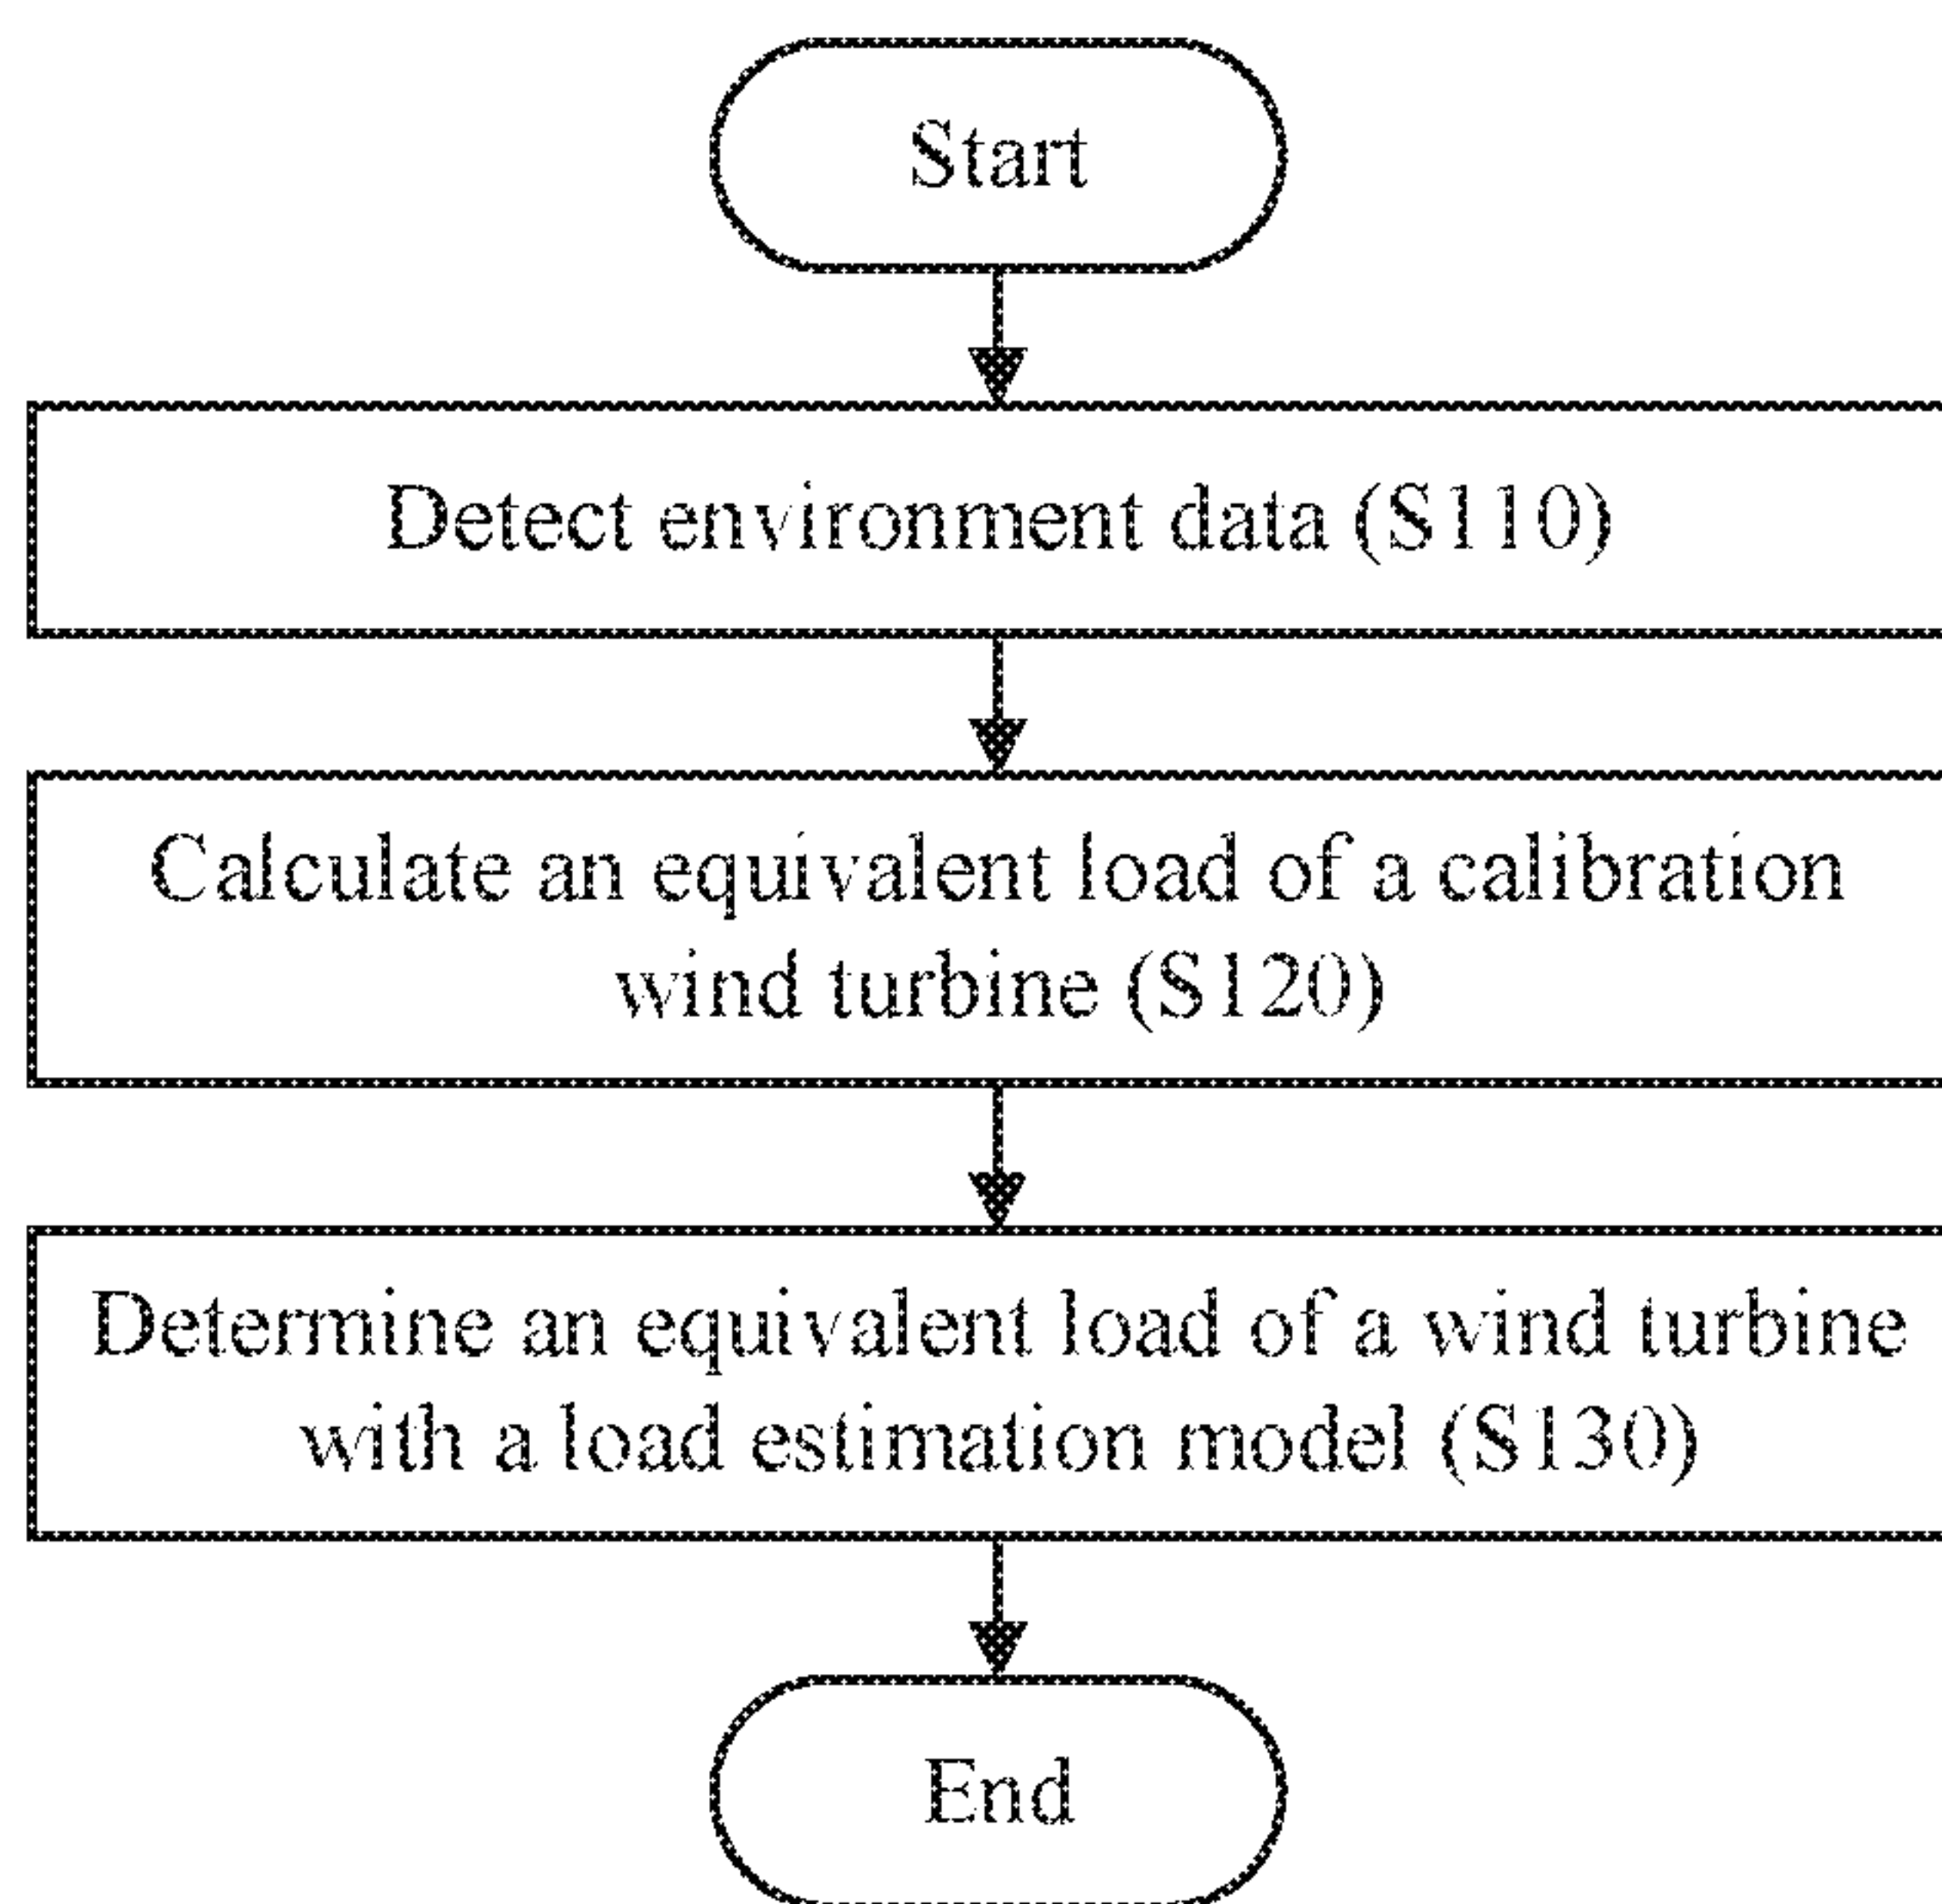 Start
Detect environment data (S110)
Calculate an equivalent load of a calibration
wind turbine (S120)
Determine an equivalent load of a wind turbine
with a load estimation model (S130)
End